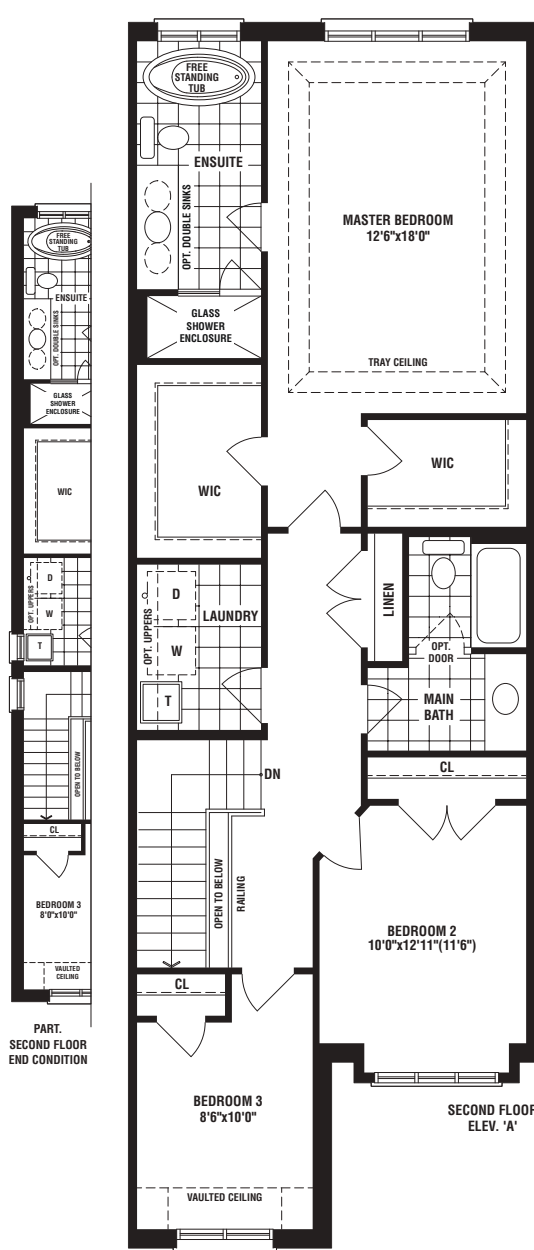 FREE
STANDING
TUB
ENSUITE
OPT. DOUBLE SINKS
GLASS
SHOWER
ENCLOSURE
WIC
D
OPT. UPPERS
W
T
OPEN TO BELOW
CL
BEDROOM 3
8'0"x10'0"
VAULTED
CEILING
PART.
SECOND FLOOR
END CONDITION
FREE
STANDING
TUB
ENSUITE
OPT. DOUBLE SINKS
MASTER BEDROOM
12'6"x18'0"
GLASS
SHOWER
ENCLOSURE
TRAY CEILING
WIC
WIC
D
LAUNDRY
OPT. UPPERS
W
T
LINEN
OPT.
DOOR
MAIN
BATH
DN
CL
OPEN TO BELOW
RAILING
BEDROOM 2
10'0"x12'11"(11'6")
CL
BEDROOM 3
8'6"x10'0"
VAULTED CEILING
SECOND FLOOR
ELEV. 'A'